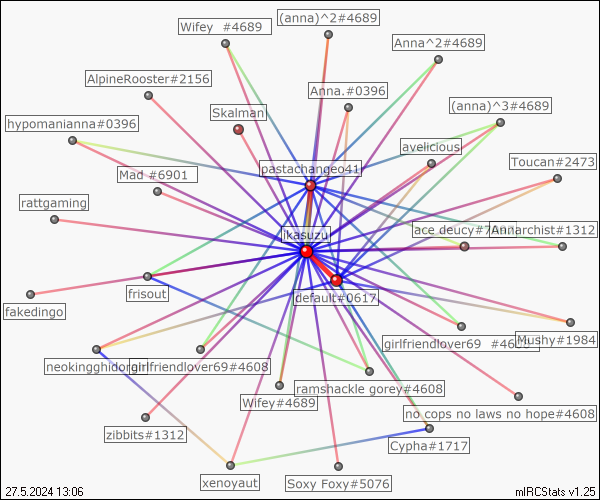 (anna)^2#4689
Wifey  #4689
Anna^2#4689
AlpineRooster#2156
Anna.#0396
(anna)^3#4689
Skalman
hypomanianna#0396
avelicious
Toucan#2473
pastachangeo41
Mad #6901
rattgaming
ace deucy#
Annarchist#1312
ikasuzu
fakedingo
frisout
default#0617
girlfriendlover69
Mushy#1984
girlfriendlover69#4608
ramshackle gorey#4608
Wifey#4689
no cops no laws no hope#4608
zibbits#1312
Cypha#1717
xenoyaut
Soxy Foxy#5076
27.5.2024 13:06
mIRCStats v1.25